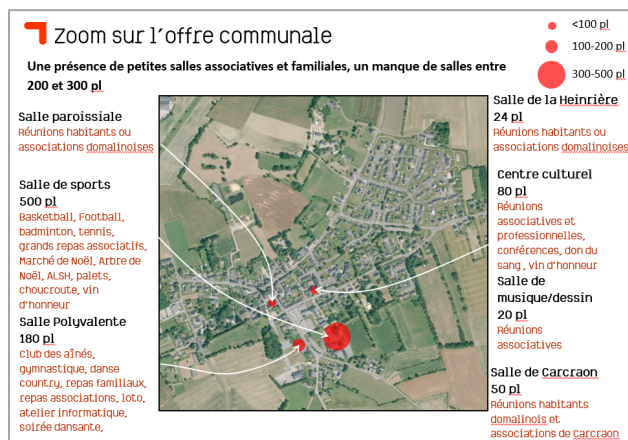 Zoom sur l'offre communale
Une présence de petites salles associatives et familiales, un manque de salles entre
200 et 300 pl
<100 pl
100-200 pl
300-500 pl
Salle paroissiale
Réunions habitants ou
associations domalinoises
Salle de sports
500 pl
Basketball, Football,
badminton, tennis,
grands repas associatifs,
Marché de Noël, Arbre de
Noël, ALSH, palets,
choucroute, vin
d'honneur
Salle Polyvalente
180 pl
Club des aînés,
gymnastique, danse
country, repas familiaux,
repas associations, loto,
atelier informatique,
soirée dansante,
Salle de la Heinrière
24 pl
Réunions habitants ou
associations domalinoises
Centre culturel
80 pl
Réunions
associatives et
professionnelles,
conférences, don du
sang , vin d'honneur
Salle de
musique/dessin
20 pl
Réunions
associatives
Salle de Carcraon
50 pl
Réunions habitants
domalinois et
associations de Carcraon